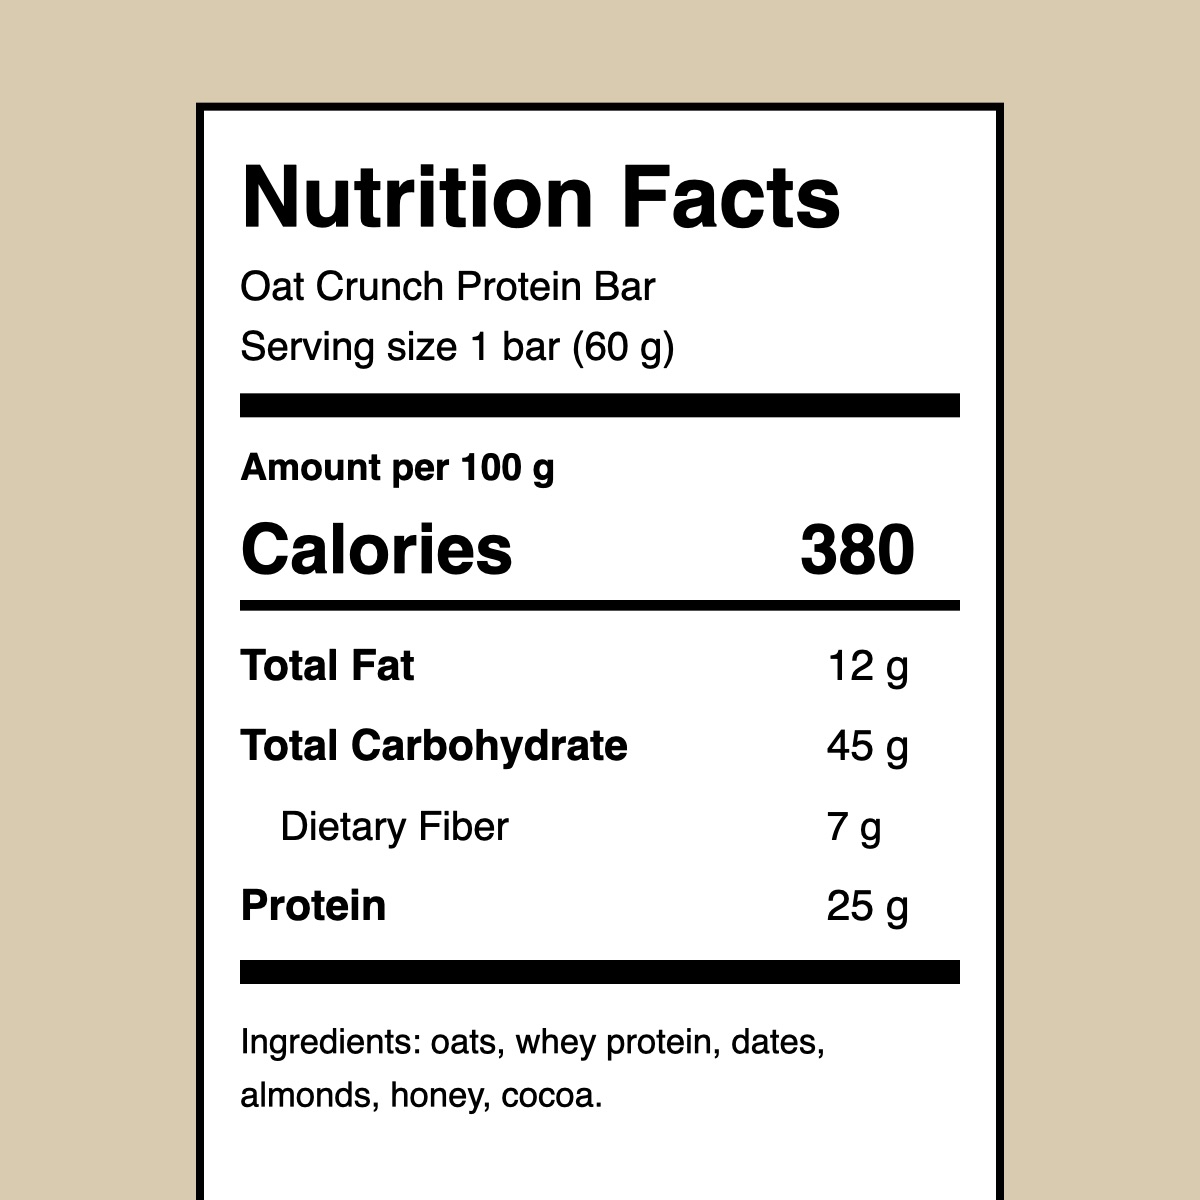 Nutrition Facts
Oat Crunch Protein Bar
Serving size 1 bar (60 g)
Amount per 100 g
Calories 380
Total Fat 12 g
Total Carbohydrate 45 g
Dietary Fiber 7 g
Protein 25 g
Ingredients: oats, whey protein, dates,
almonds, honey, cocoa.